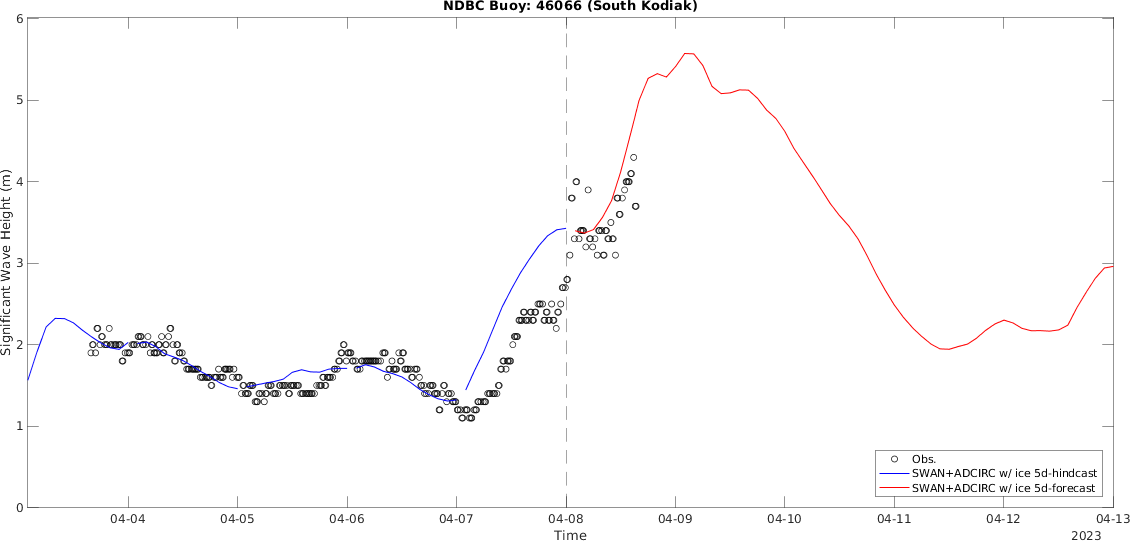 NDBC Buoy: 46066 (South Kodiak)
6
5
4
3
2
1
0
Significant Wave Height (m)
Obs.
SWAN+ADCIRC w/ ice 5d-hindcast
SWAN+ADCIRC w/ ice 5d-forecast
04-04 04-05 04-06 04-07 04-08 04-09 04-10 04-11 04-12 04-13
Time
2023